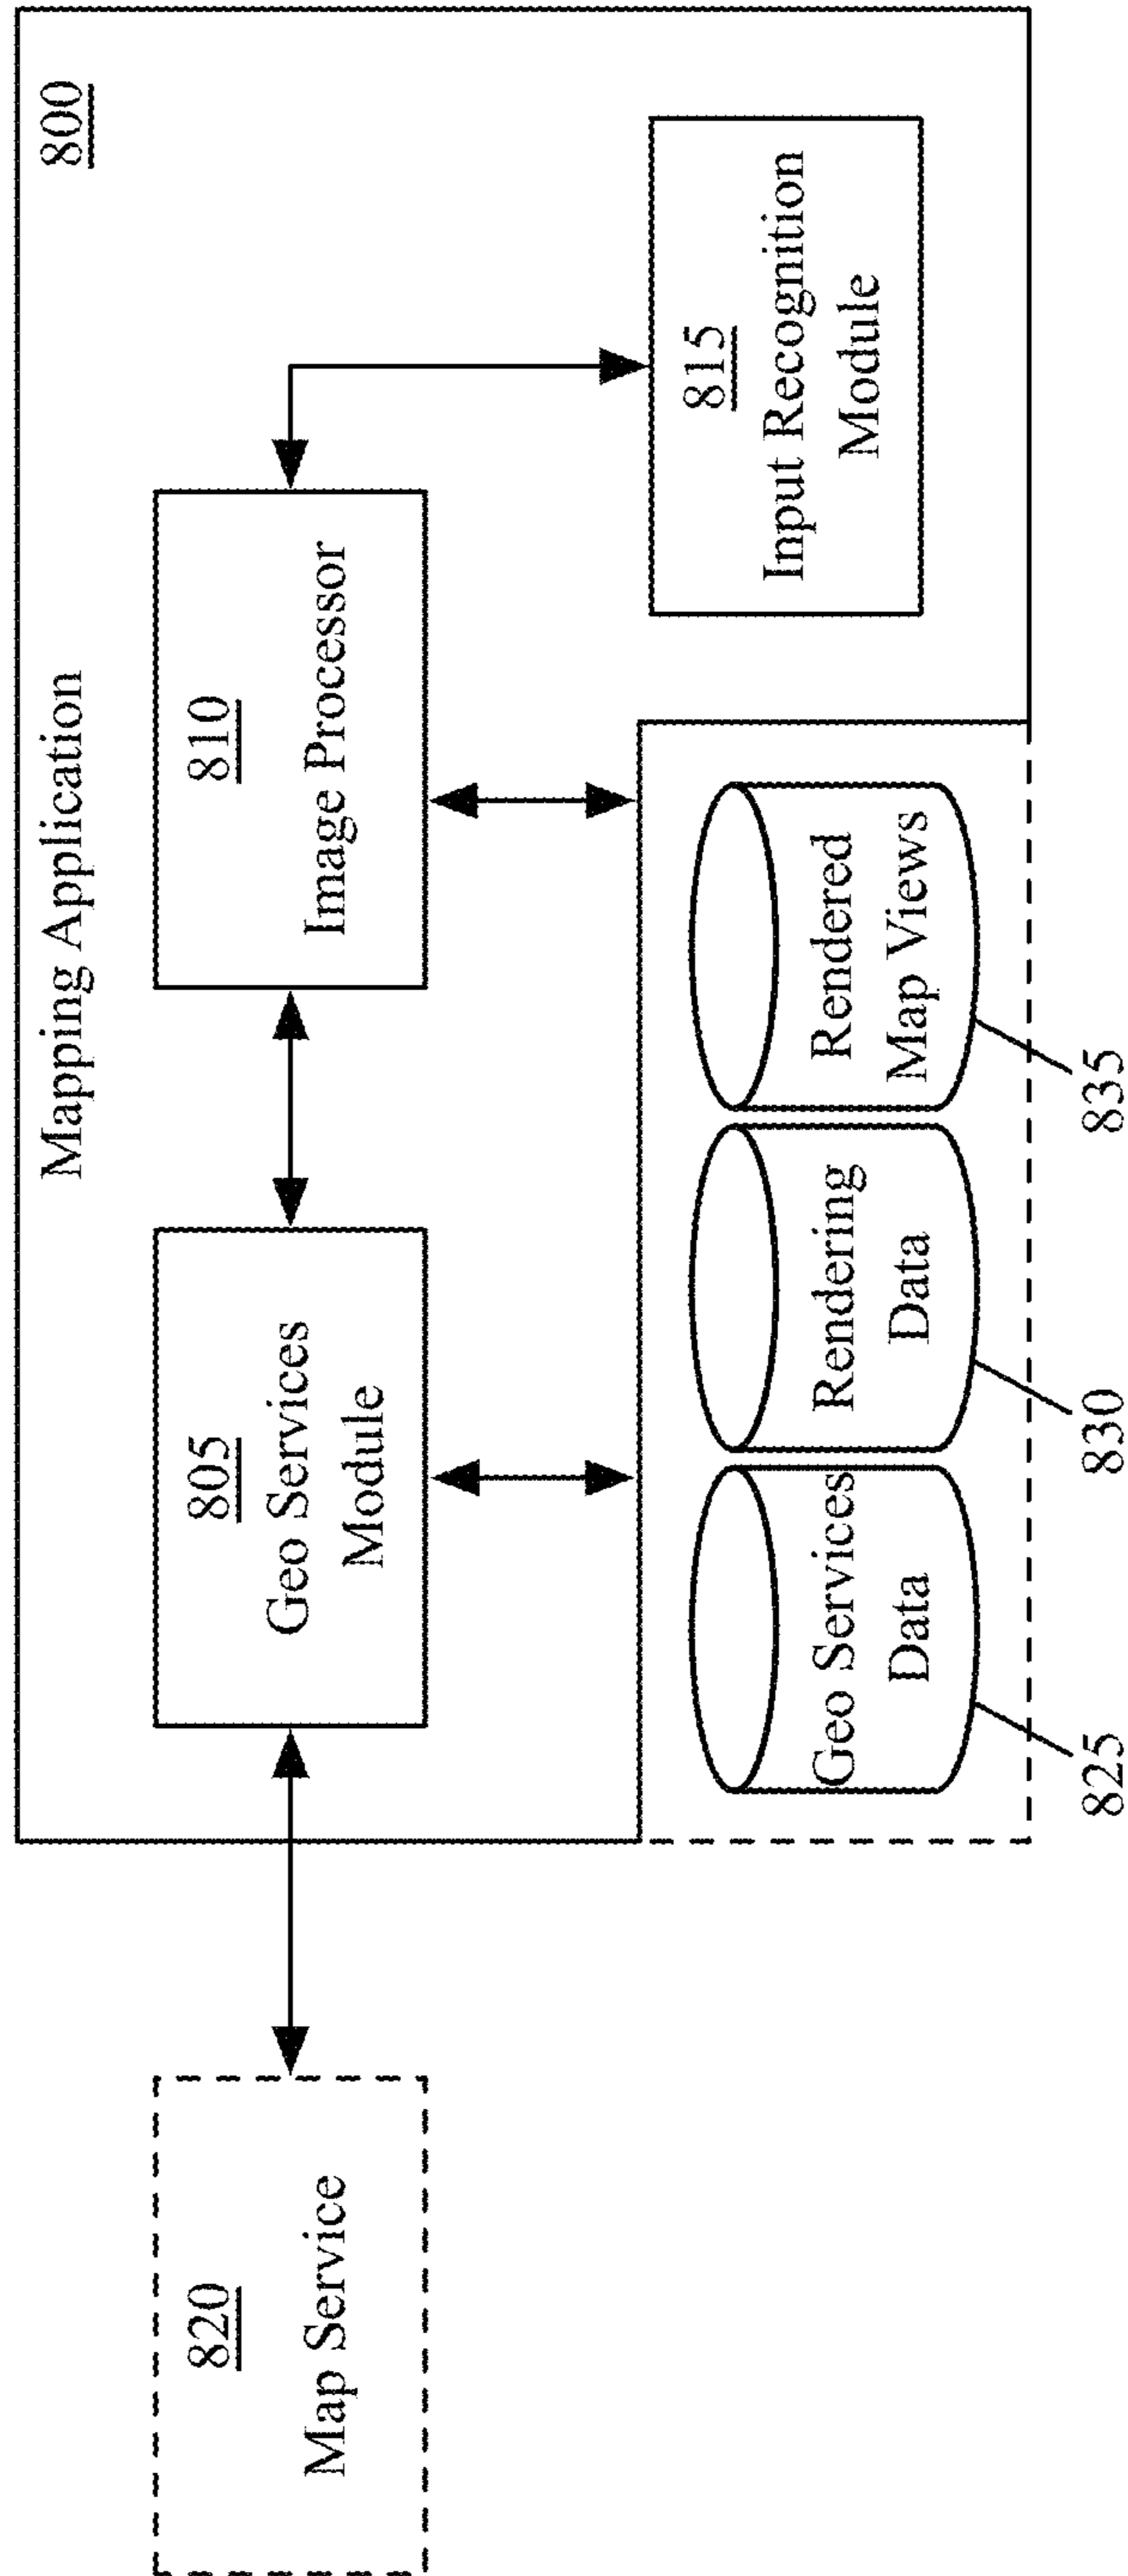 Mapping Application
800
820
Map Service
805
Geo Services
Module
810
Image Processor
815
Input Recognition
Module
Geo Services
Data
825
Rendering
Data
830
Rendered
Map Views
835